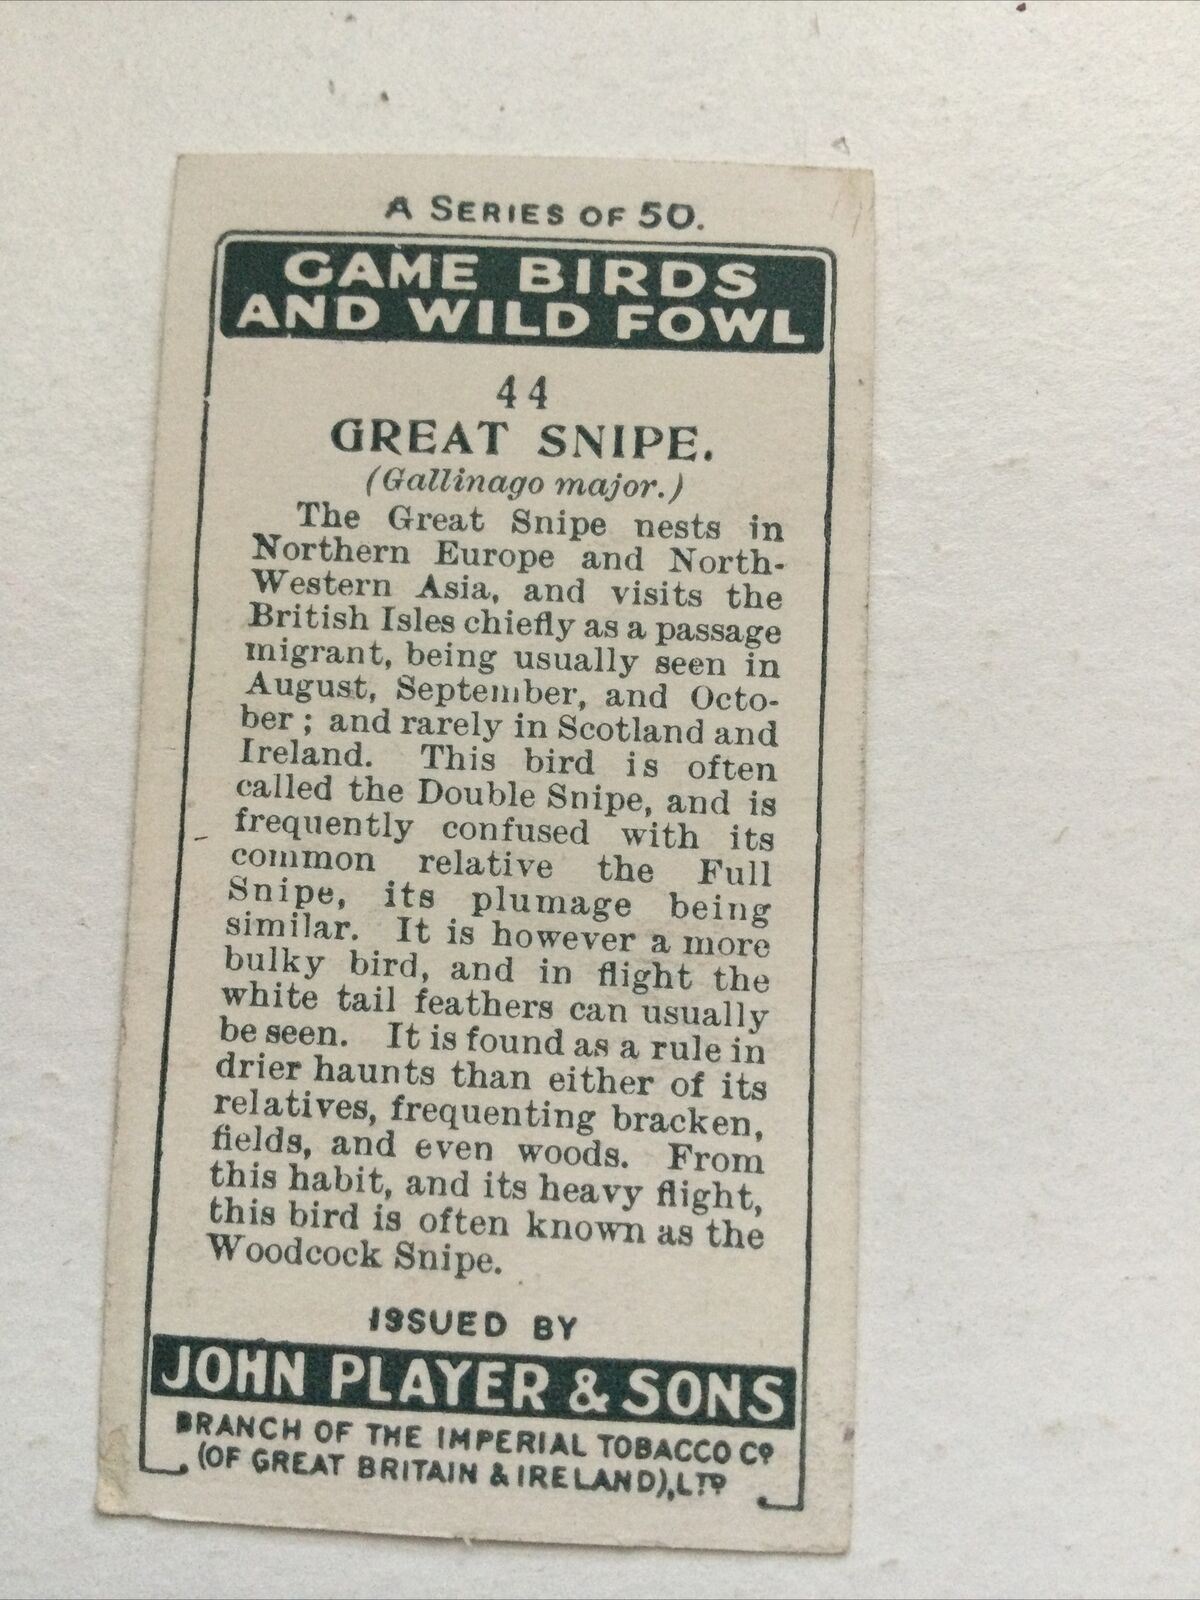 A SERIES OF 50.
GAME BIRDS
AND WILD FOWL
44
GREAT SNIPE.
(Gallinago major.)
The Great Snipe nests in
Northern Europe and North-
Western Asia, and visits the
British Isles chiefly as a passage
migrant, being usually seen in
August, September, and Octo-
ber ; and rarely in Scotland and
Ireland. This bird is often
called the Double Snipe, and is
frequently confused with its
common relative the Full
Snipe, its plumage being
similar. It is however a more
bulky bird, and in flight the
white tail feathers can usually
be seen. It is found as a rule in
drier haunts than either of its
relatives, frequenting bracken,
fields, and even woods. From
this habit, and its heavy flight,
this bird is often known as the
Woodcock Snipe.
ISSUED BY
JOHN PLAYER & SONS
BRANCH OF THE IMPERIAL TOBACCO CO
(OF GREAT BRITAIN & IRELAND), LTD